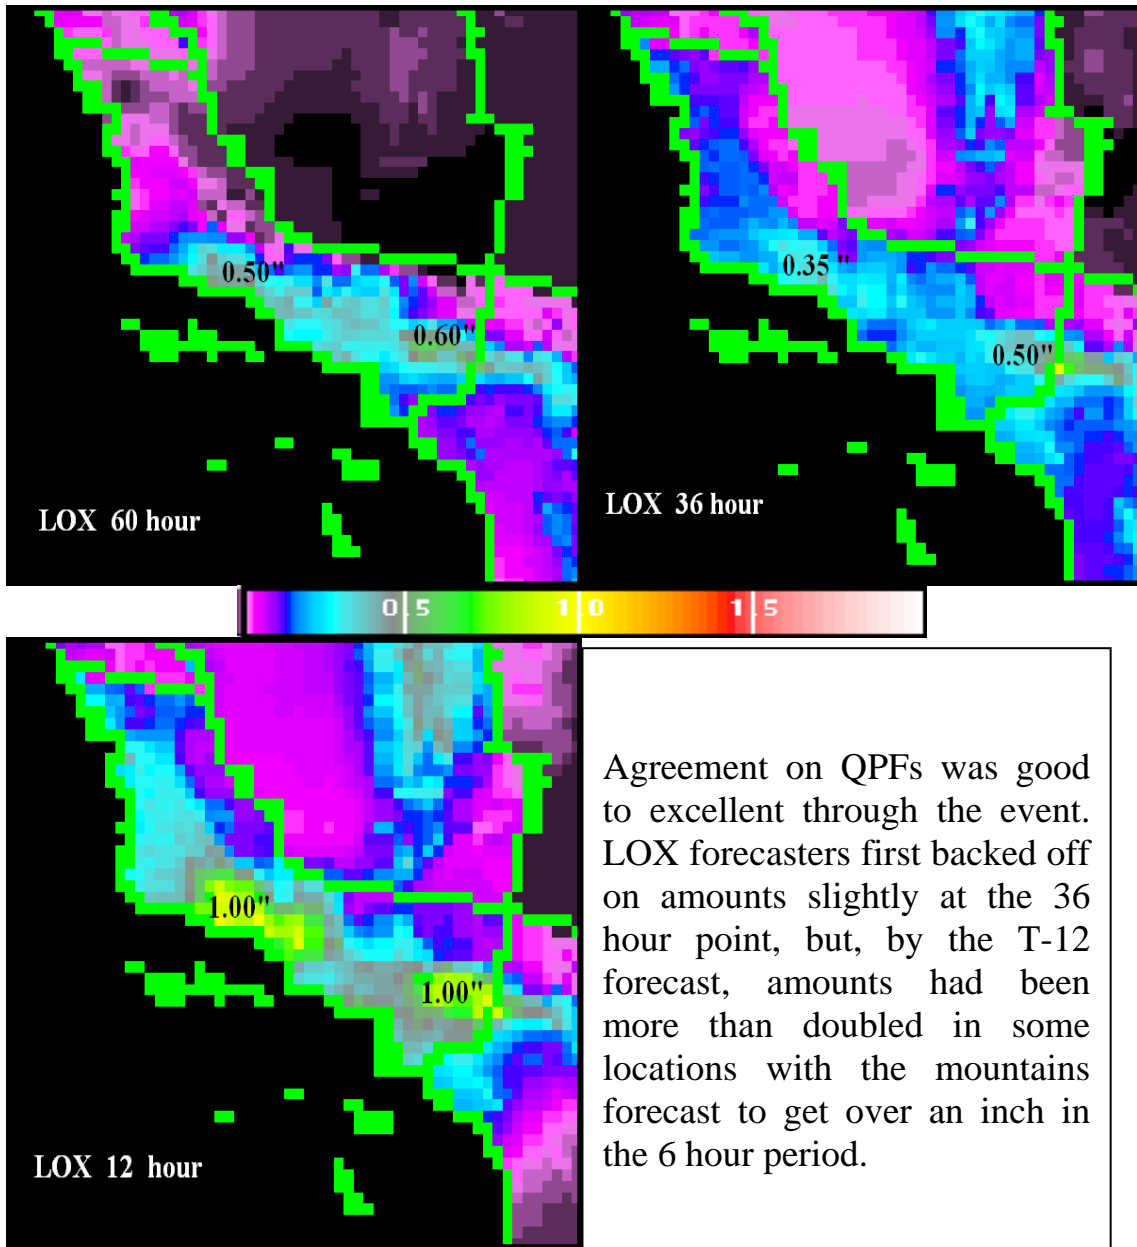 0.50"
0.60"
LOX 60 hour
0.35 "
0.50"
LOX 36 hour
0.5 1.0 1.5
1.00"
1.00"
LOX 12 hour
Agreement on QPFs was good
to excellent through the event.
LOX forecasters first backed off
on amounts slightly at the 36
hour point, but, by the T-12
forecast, amounts had been
more than doubled in some
locations with the mountains
forecast to get over an inch in
the 6 hour period.